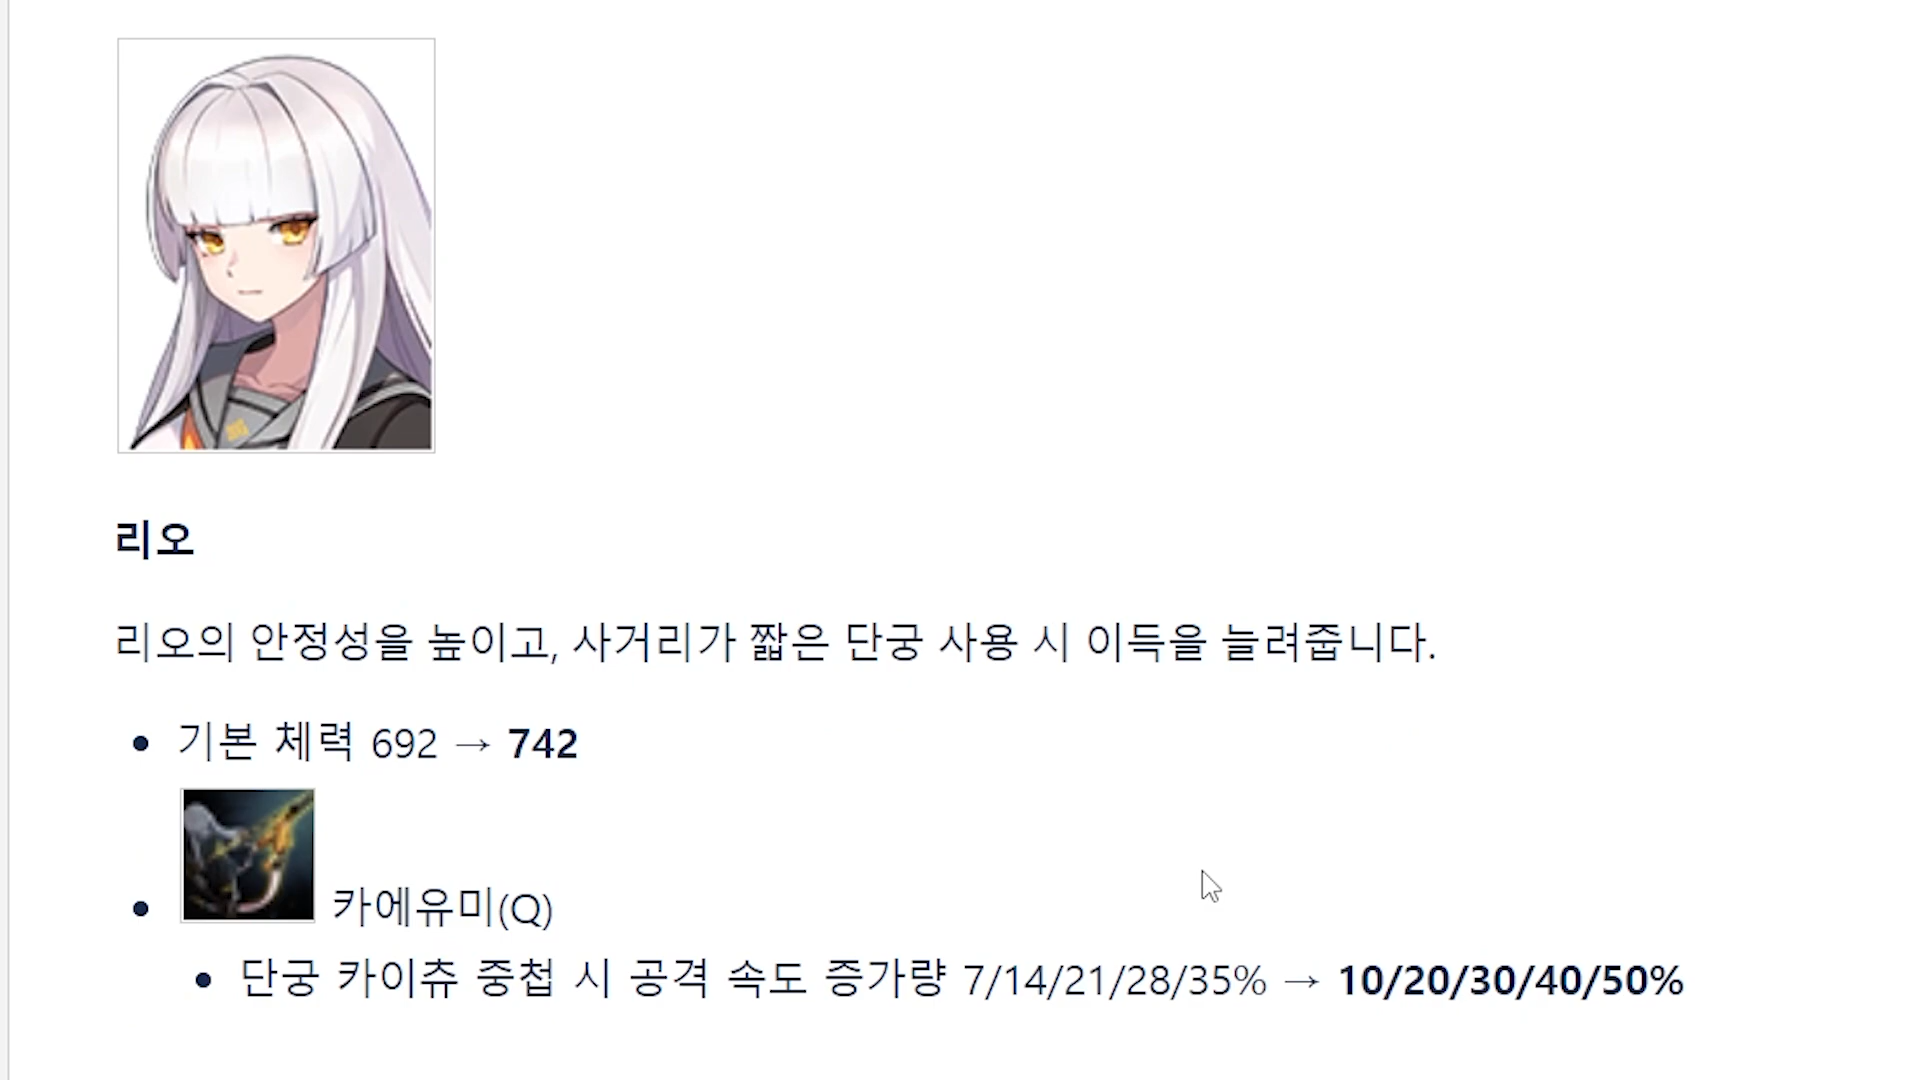 리오
리오의 안정성을 높이고, 사거리가 짧은 단궁 사용 시 이득을 늘려줍니다.
기본 체력 692 → 742
카에유미(Q)
단궁 카이츄 중첩 시 공격 속도 증가량 7/14/21/28/35% → 10/20/30/40/50%